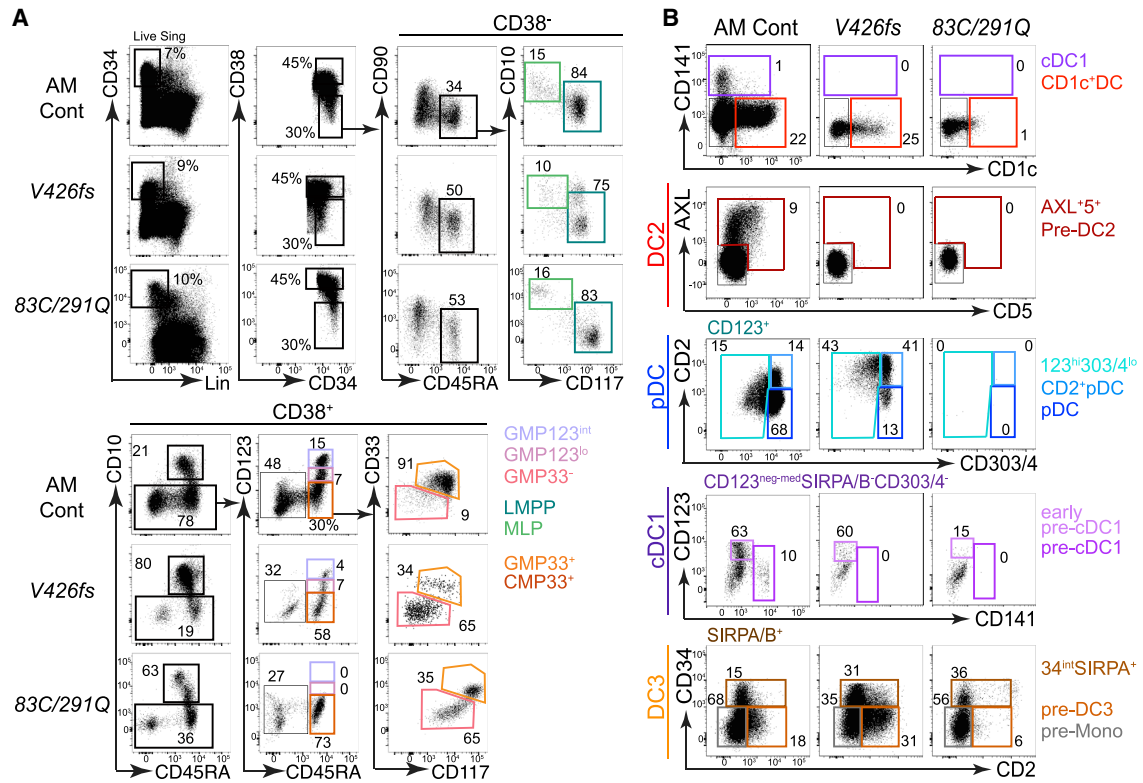 A
CD38⁻
Live Sing
AM Cont
CD34
7%
CD38
45%
30%
CD90
34
CD10
15
84
V426fs
9%
45%
30%
50
10
75
83C/291Q
10%
45%
30%
53
16
83
10⁵
10⁴
10³
0
Lin
CD34
CD45RA
CD117
0 10³ 10⁴ 10⁵
CD38⁺
AM Cont
CD10
21
78
CD123
48
15
7
30%
CD33
91
9
V426fs
80
19
32
4
7
58
34
65
83C/291Q
63
36
27
0
0
73
35
65
CD45RA
CD45RA
CD117
GMP123ⁱⁿᵗ
GMP123ˡᵒ
GMP33⁻
LMPP
MLP
GMP33⁺
CMP33⁺
B
AM Cont
V426fs
83C/291Q
CD141
1
22
0
25
0
1
CD1c
cDC1
CD1c⁺DC
DC2
AXL
9
0
0
CD5
AXL⁺5⁺
Pre-DC2
pDC
CD123⁺
CD2
15
14
68
43
41
13
0
0
0
CD303/4
123ʰⁱ303/4ˡᵒ
CD2⁺pDC
pDC
cDC1
CD123ⁿᵉᵍ⁻ᵐᵉᵈSIRPA/B⁻CD303/4⁻
CD123
63
10
60
0
15
0
CD141
early
pre-cDC1
pre-cDC1
DC3
SIRPA/B⁺
CD34
15
68
18
31
35
31
36
56
6
CD2
34ⁱⁿᵗSIRPA⁺
pre-DC3
pre-Mono